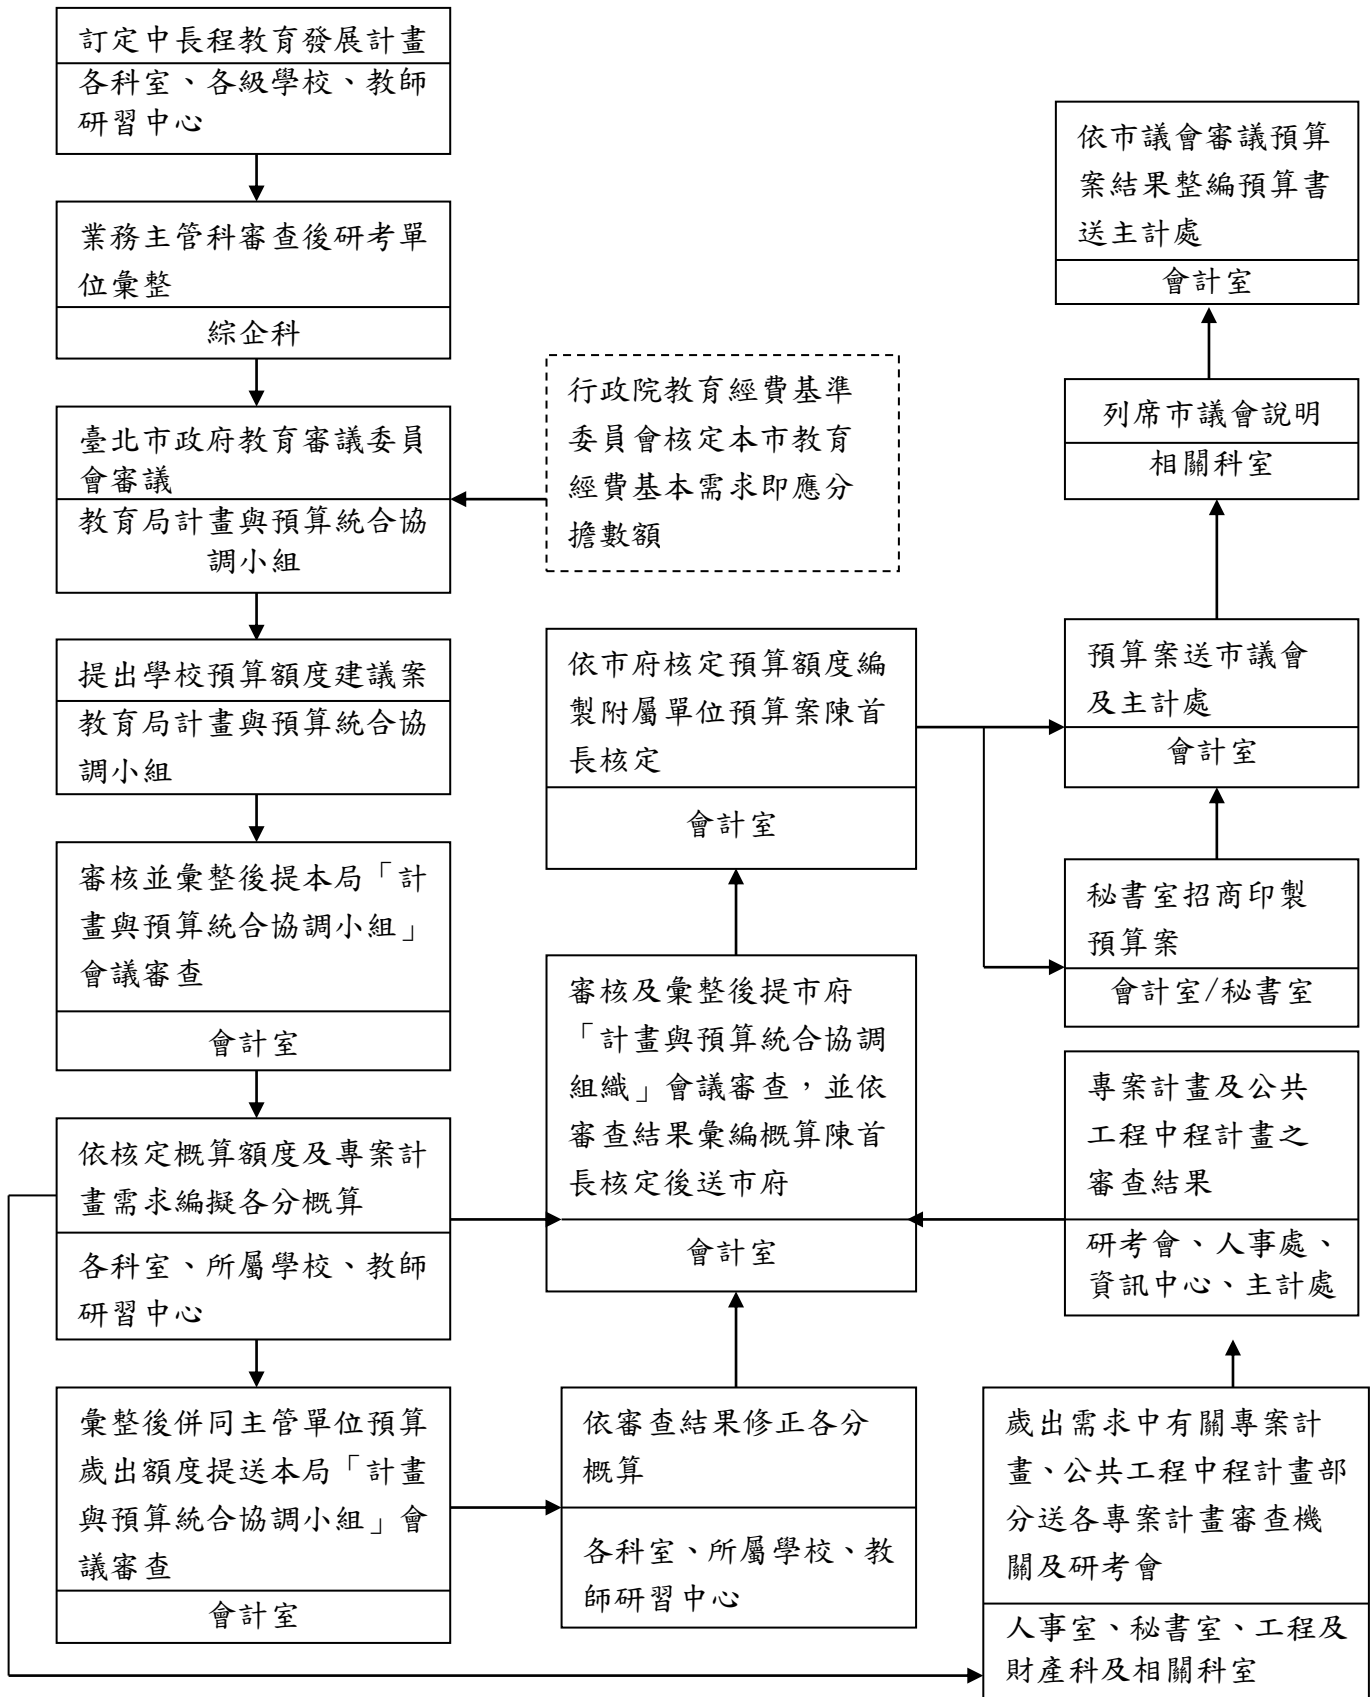 訂定中長程教育發展計畫
各科室、各級學校、教師
研習中心
業務主管科審查後研考單
位彙整
綜企科
臺北市政府教育審議委員
會審議
教育局計畫與預算統合協
調小組
行政院教育經費基準
委員會核定本市教育
經費基本需求即應分
擔數額
提出學校預算額度建議案
教育局計畫與預算統合協
調小組
審核並彙整後提本局「計
畫與預算統合協調小組」
會議審查
會計室
依核定概算額度及專案計
畫需求編擬各分概算
各科室、所屬學校、教師
研習中心
彙整後併同主管單位預算
歲出額度提送本局「計畫
與預算統合協調小組」會
議審查
會計室
依審查結果修正各分
概算
各科室、所屬學校、教
師研習中心
審核及彙整後提市府
「計畫與預算統合協調
組織」會議審查，並依
審查結果彙編概算陳首
長核定後送市府
會計室
依市府核定預算額度編
製附屬單位預算案陳首
長核定
會計室
依市議會審議預算
案結果整編預算書
送主計處
會計室
列席市議會說明
相關科室
預算案送市議會
及主計處
會計室
秘書室招商印製
預算案
會計室/秘書室
專案計畫及公共
工程中程計畫之
審查結果
研考會、人事處、
資訊中心、主計處
歲出需求中有關專案計
畫、公共工程中程計畫部
分送各專案計畫審查機
關及研考會
人事室、秘書室、工程及
財產科及相關科室